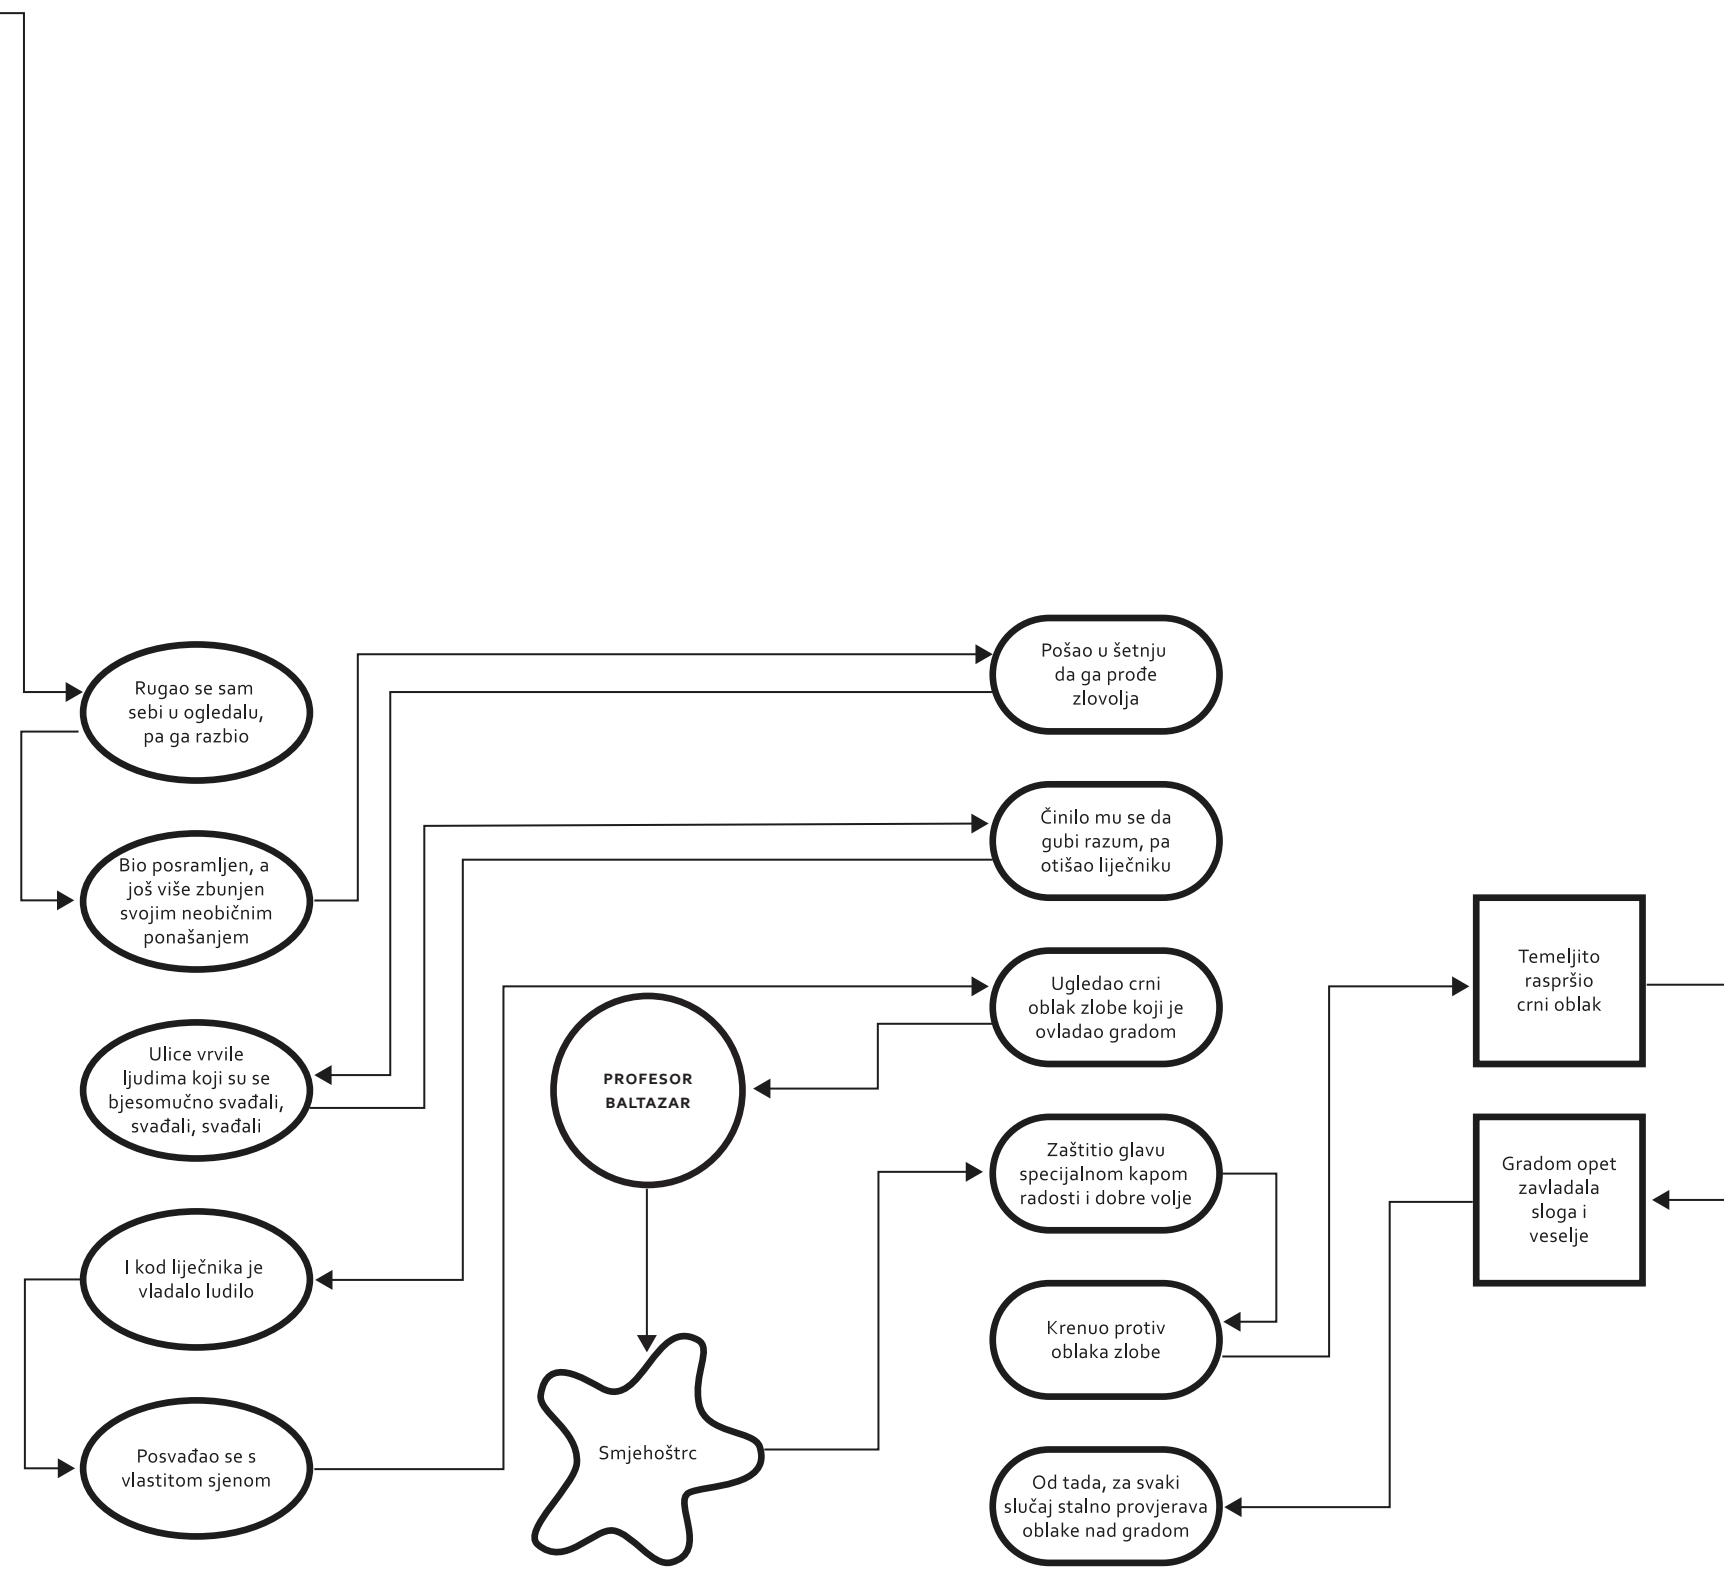 Rugao se sam
sebi u ogledalu,
pa ga razbio
Bio posramljen, a
još više zbunjen
svojim neobičnim
ponašanjem
Ulice vrvile
ljudima koji su se
bjesomučno svađali,
svađali, svađali
I kod liječnika je
vladalo ludilo
Posvađao se s
vlastitom sjenom
PROFESOR
BALTAZAR
Smjehoštrc
Pošao u šetnju
da ga prođe
zlovolja
Činilo mu se da
gubi razum, pa
otišao liječniku
Ugledao crni
oblak zlobe koji je
ovladao gradom
Zaštitio glavu
specijalnom kapom
radosti i dobre volje
Krenuo protiv
oblaka zlobe
Od tada, za svaki
slučaj stalno provjerava
oblake nad gradom
Temeljito
raspršio
crni oblak
Gradom opet
zavladala
sloga i
veselje